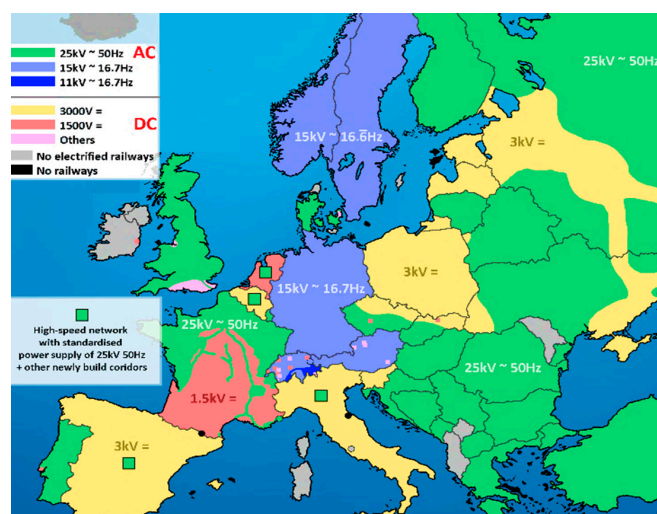 25kV ~ 50Hz AC
15kV ~ 16.7Hz
11kV ~ 16.7Hz
3000V =
1500V = DC
Others
No electrified railways
No railways
25kV ~ 50Hz
15kV ~ 16.6Hz
3kV =
3kV =
15kV ~ 16.7Hz
High-speed network
with standardised
power supply of 25kV 50Hz
+ other newly build coridors
25kV ~ 50Hz
25kV ~ 50Hz
1.5kV =
3kV =